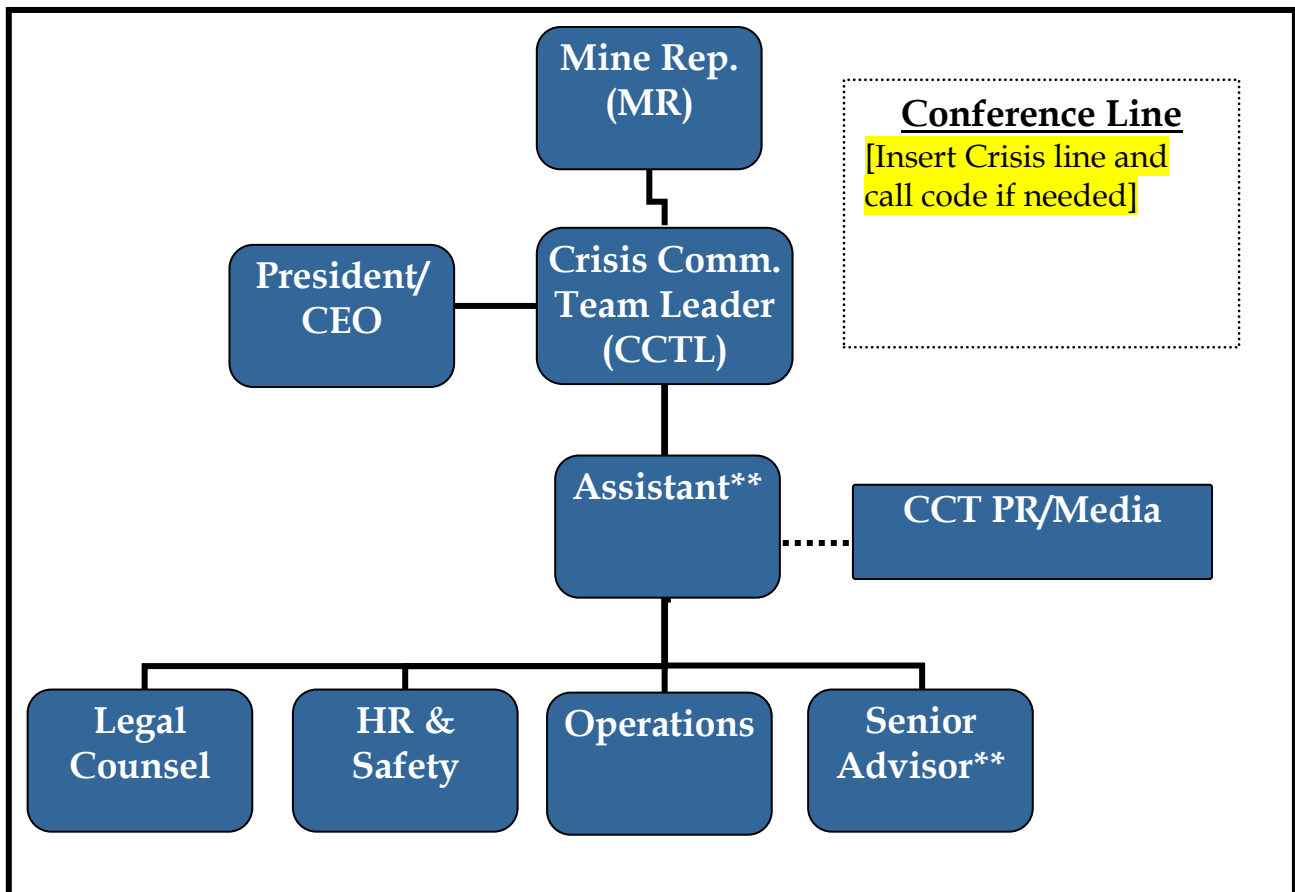 Mine Rep.
(MR)
Conference Line
[Insert Crisis line and
call code if needed]
President/
CEO
Crisis Comm.
Team Leader
(CCTL)
Assistant**
CCT PR/Media
Legal
Counsel
HR &
Safety
Operations
Senior
Advisor**